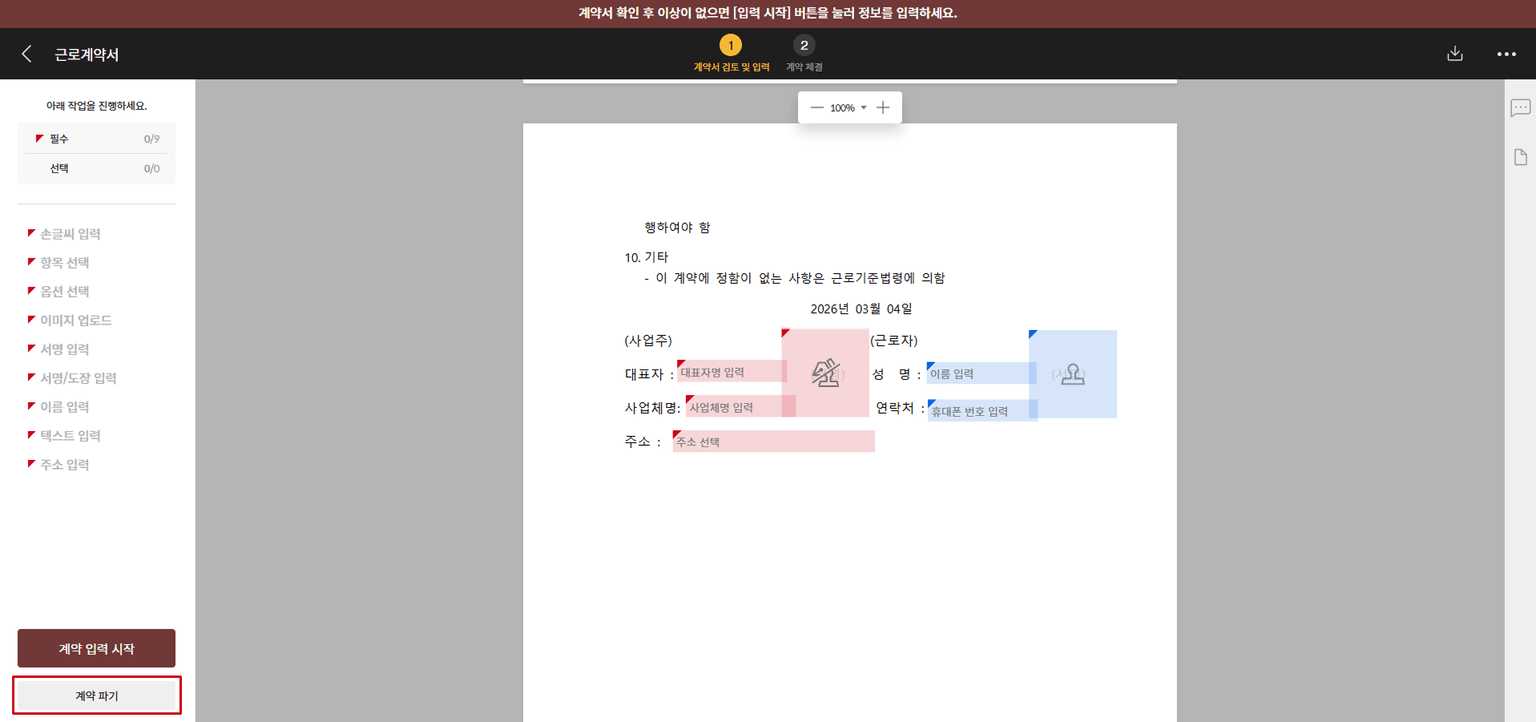 계약서 확인 후 이상이 없으면 [입력 시작] 버튼을 눌러 정보를 입력하세요.
근로계약서
1
계약서 검토 및 입력
2
계약 체결
아래 작업을 진행하세요.
필수 0/9
선택 0/0
손글씨 입력
항목 선택
옵션 선택
이미지 업로드
서명 입력
서명/도장 입력
이름 입력
텍스트 입력
주소 입력
계약 입력 시작
계약 파기
100%
행하여야 함
10. 기타
- 이 계약에 정함이 없는 사항은 근로기준법령에 의함
2026년 03월 04일
(사업주) (근로자)
대표자 : 대표자명 입력 성 명 : 이름 입력
사업체명: 사업체명 입력 연락처 : 휴대폰 번호 입력
주소 : 주소 선택